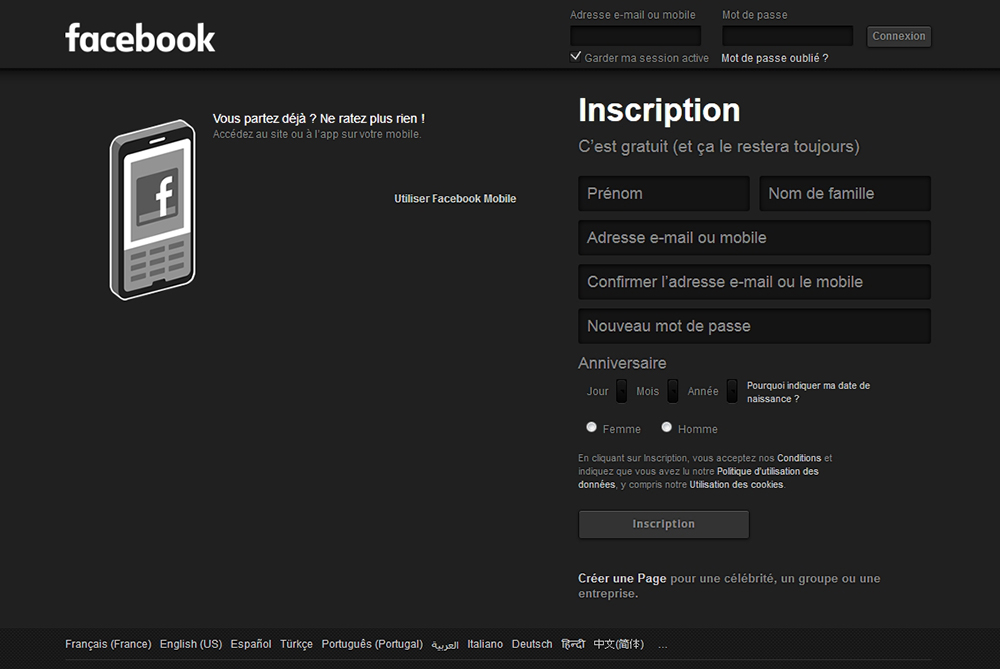 facebook
Adresse e-mail ou mobile
Mot de passe
Connexion
Garder ma session active
Mot de passe oublié ?
Vous partez déjà ? Ne ratez plus rien !
Accédez au site ou à l'app sur votre mobile.
f
Utiliser Facebook Mobile
Inscription
C’est gratuit (et ça le restera toujours)
Prénom
Nom de famille
Adresse e-mail ou mobile
Confirmer l’adresse e-mail ou le mobile
Nouveau mot de passe
Anniversaire
Jour
Mois
Année
Pourquoi indiquer ma date de
naissance ?
Femme
Homme
En cliquant sur Inscription, vous acceptez nos Conditions et
indiquez que vous avez lu notre Politique d'utilisation des
données, y compris notre Utilisation des cookies.
Inscription
Créer une Page pour une célébrité, un groupe ou une
entreprise.
Français (France) English (US) Español Türkçe Português (Portugal) العربية Italiano Deutsch हिन्दी 中文(简体) ...